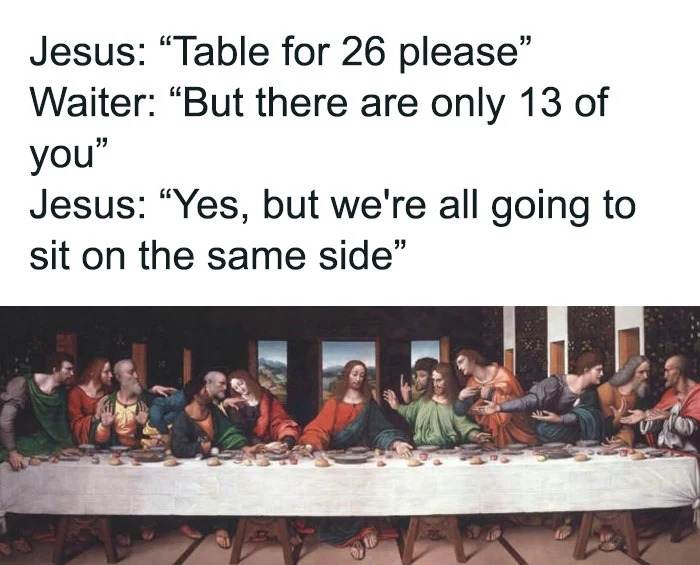 Jesus: “Table for 26 please”
Waiter: “But there are only 13 of
you”
Jesus: “Yes, but we're all going to
sit on the same side”